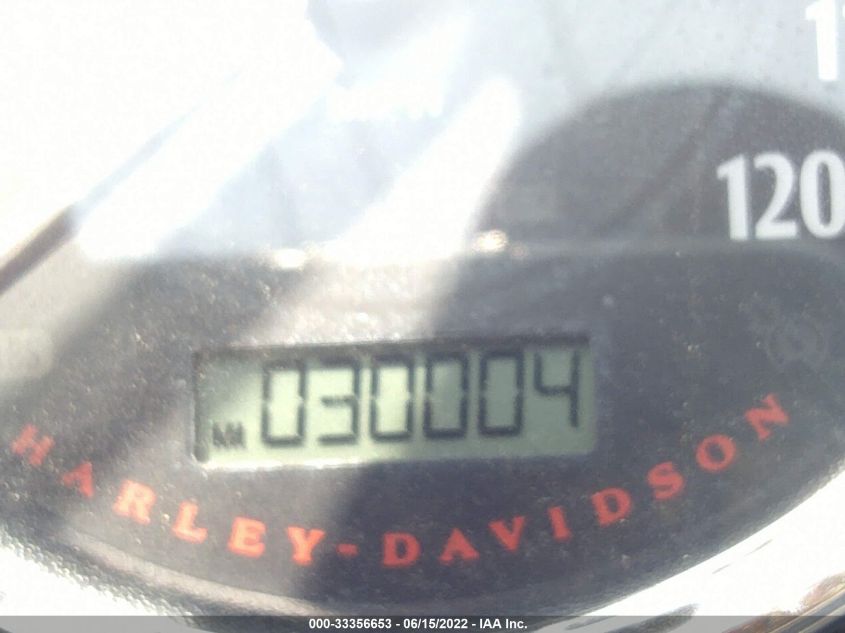 120
030004
HARLEY-DAVIDSON
000-33356653 - 06/15/2022 - IAA Inc.